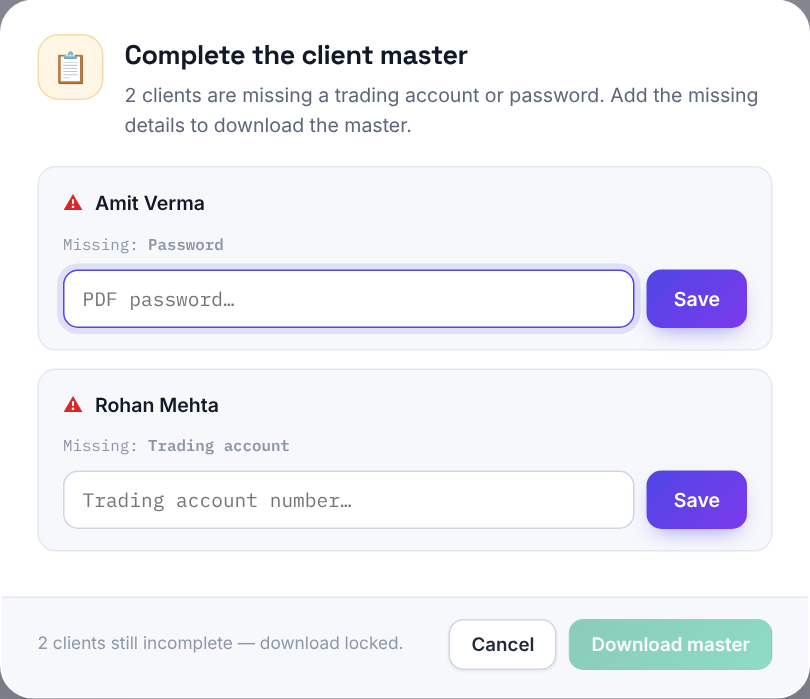 Complete the client master
2 clients are missing a trading account or password. Add the missing
details to download the master.
Amit Verma
Missing: Password
PDF password…
Save
Rohan Mehta
Missing: Trading account
Trading account number…
Save
2 clients still incomplete — download locked.
Cancel
Download master